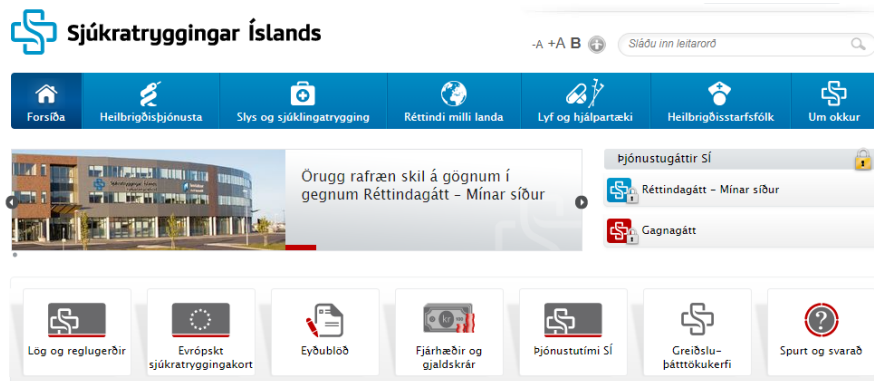 Sjúkratryggingar Íslands
-A +A B
Sláðu inn leitarorð
Forsíða
Heilbrigðisþjónusta
Slys og sjúklingatrygging
Réttindi milli landa
Lyf og hjálpartæki
Heilbrigðisstarfsfólk
Um okkur
Örugg rafræn skil á gögnum í
gegnum Réttindagátt – Mínar síður
Þjónustugáttir SÍ
Réttindagátt – Mínar síður
Gagnagátt
Lög og reglugerðir
Evrópskt
sjúkratryggingakort
Eyðublöð
kr
Fjárhæðir og
gjaldskrár
Þjónustutími SÍ
Greiðslu-
þátttökukerfi
?
Spurt og svarað